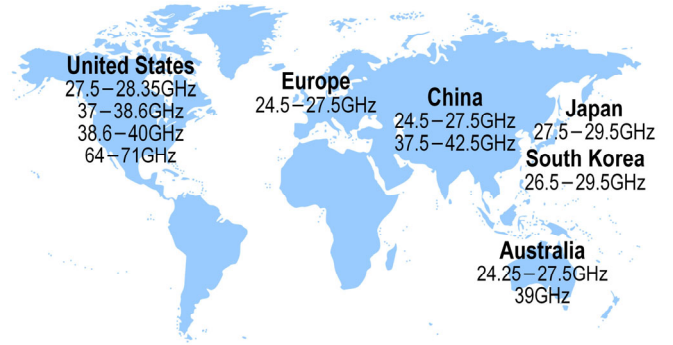 United States
27.5–28.35GHz
37–38.6GHz
38.6–40GHz
64–71GHz
Europe
24.5–27.5GHz
China
24.5–27.5GHz
37.5–42.5GHz
Japan
27.5–29.5GHz
South Korea
26.5–29.5GHz
Australia
24.25–27.5GHz
39GHz